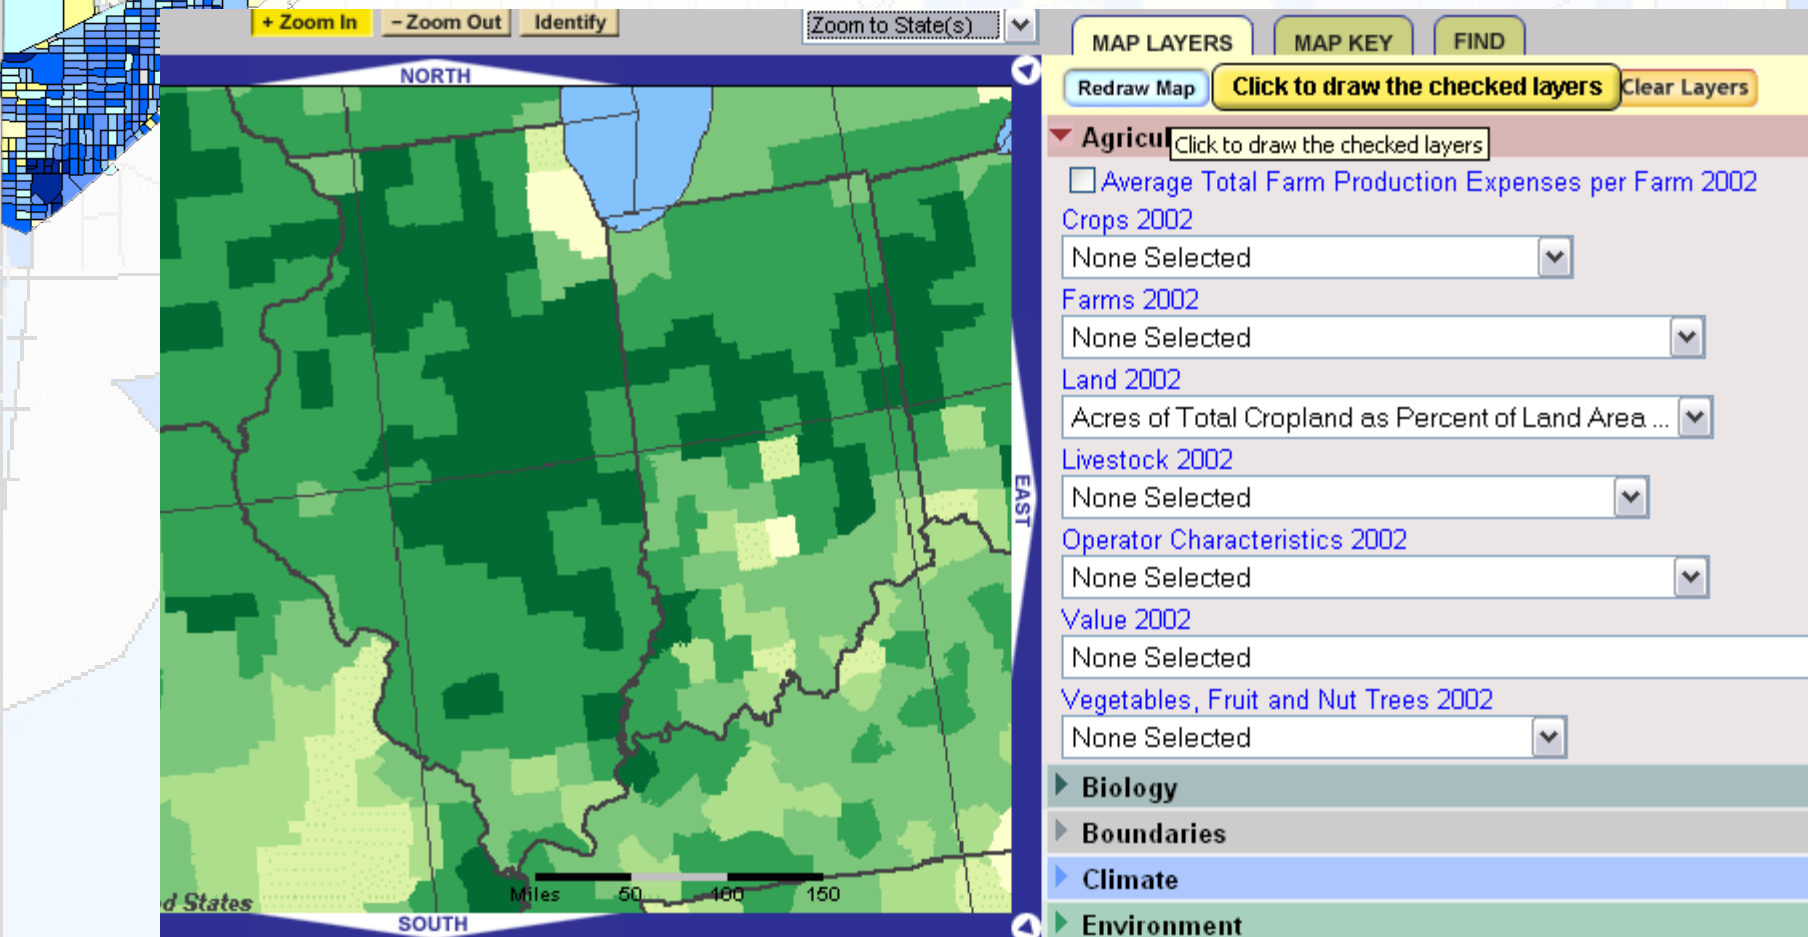 + Zoom In
− Zoom Out
Identify
Zoom to State(s)
MAP LAYERS
MAP KEY
FIND
NORTH
Redraw Map
Click to draw the checked layers
Clear Layers
Agricul
Click to draw the checked layers
Average Total Farm Production Expenses per Farm 2002
Crops 2002
None Selected
Farms 2002
None Selected
Land 2002
Acres of Total Cropland as Percent of Land Area ...
Livestock 2002
None Selected
EAST
Operator Characteristics 2002
None Selected
Value 2002
None Selected
Vegetables, Fruit and Nut Trees 2002
None Selected
Biology
Boundaries
Climate
Environment
Miles 50 100 150
d States
SOUTH